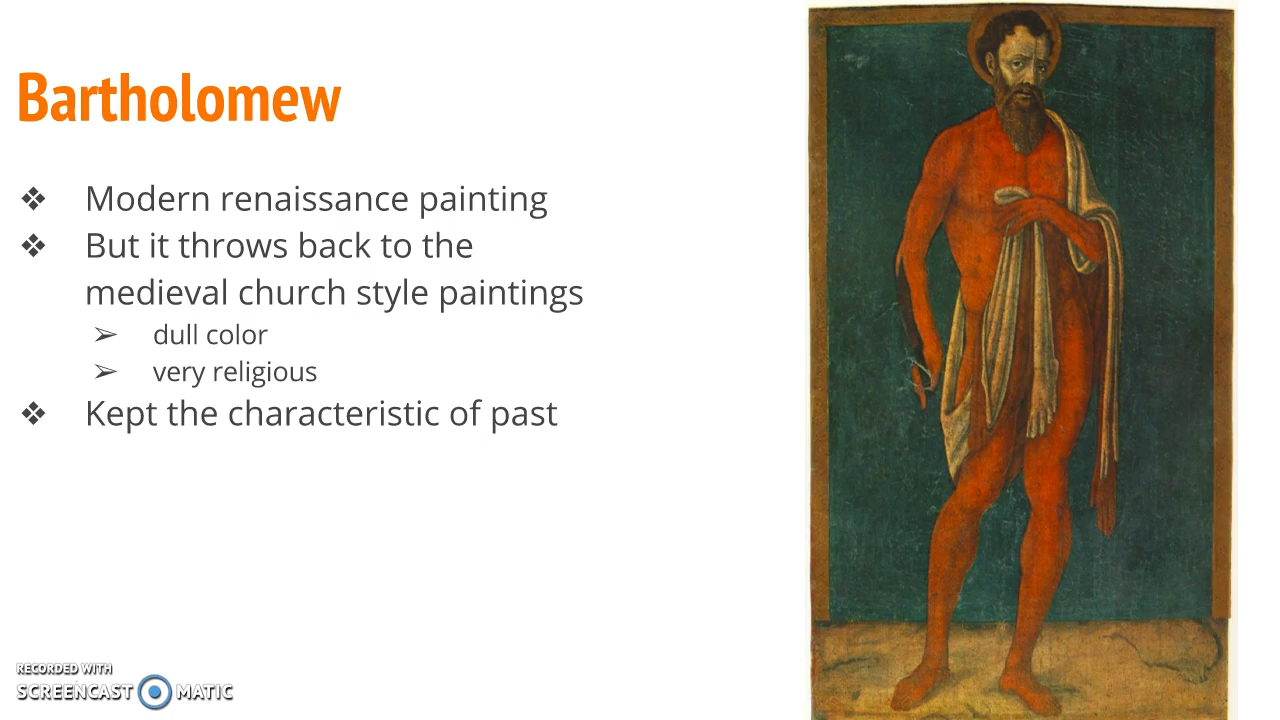 Bartholomew
❖ Modern renaissance painting
❖ But it throws back to the
medieval church style paintings
➢ dull color
➢ very religious
❖ Kept the characteristic of past
RECORDED WITH
SCREENCAST MATIC